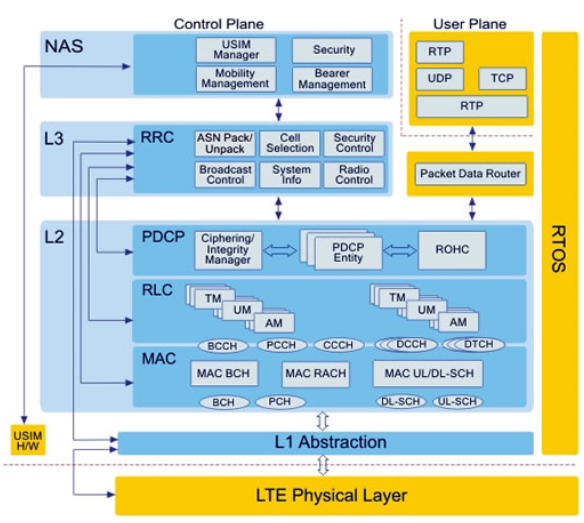 Control Plane
User Plane
NAS
USIM
Manager
Security
Mobility
Management
Bearer
Management
RTP
UDP
TCP
RTP
L3
RRC
ASN Pack/
Unpack
Cell
Selection
Security
Control
Broadcast
Control
System
Info
Radio
Control
Packet Data Router
RTOS
L2
PDCP
Ciphering/
Integrity
Manager
PDCP
Entity
ROHC
RLC
TM
UM
AM
TM
UM
AM
BCCH
PCCH
CCCH
DCCH
DTCH
MAC
MAC BCH
MAC RACH
MAC UL/DL-SCH
BCH
PCH
DL-SCH
UL-SCH
USIM
H/W
L1 Abstraction
LTE Physical Layer